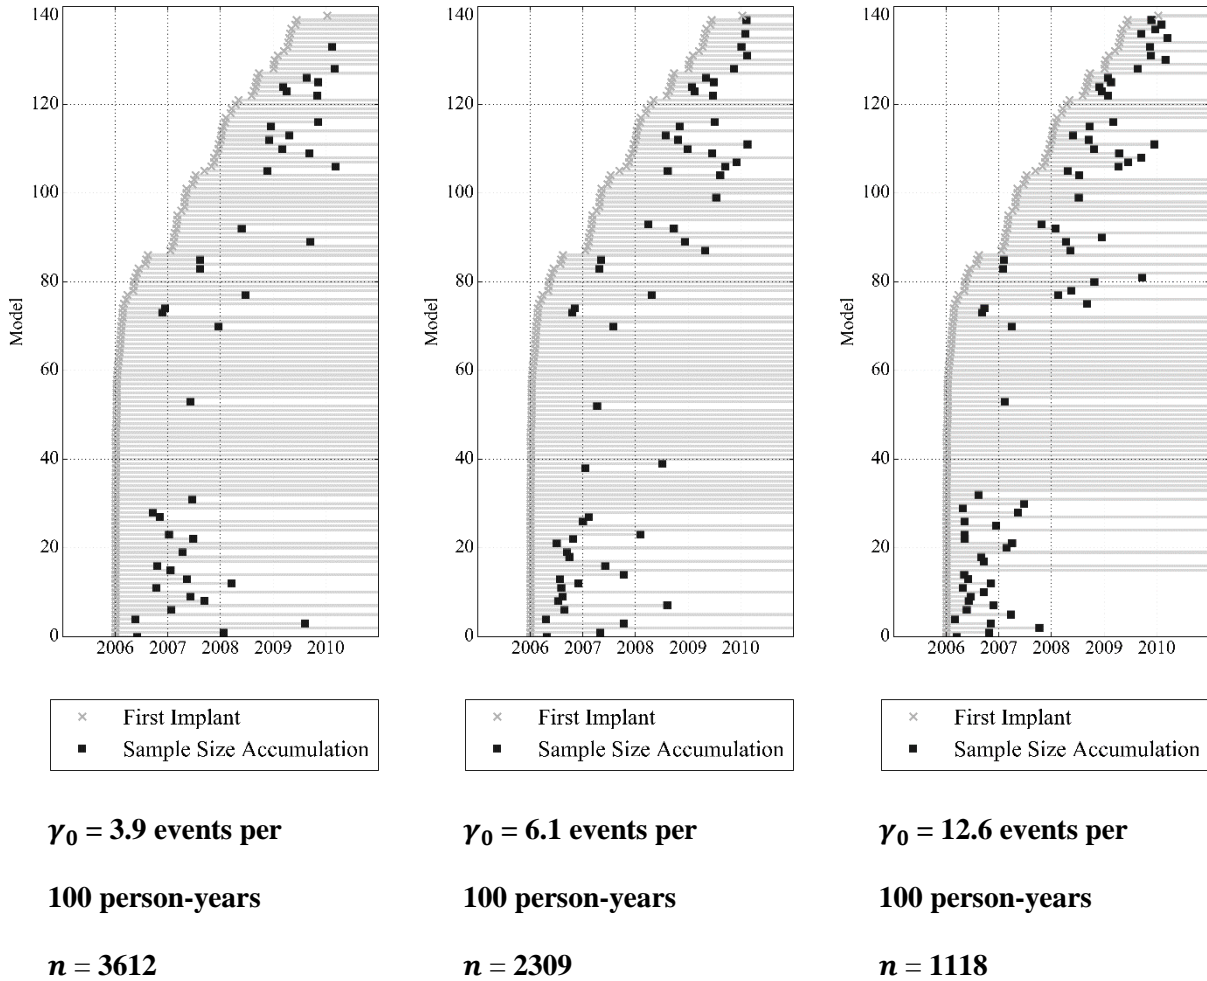 140
120
100
80
60
40
20
0
Model
2006 2007 2008 2009 2010
First Implant
Sample Size Accumulation
γ₀ = 3.9 events per
100 person-years
n = 3612
140
120
100
80
60
40
20
0
Model
2006 2007 2008 2009 2010
First Implant
Sample Size Accumulation
γ₀ = 6.1 events per
100 person-years
n = 2309
140
120
100
80
60
40
20
0
Model
2006 2007 2008 2009 2010
First Implant
Sample Size Accumulation
γ₀ = 12.6 events per
100 person-years
n = 1118